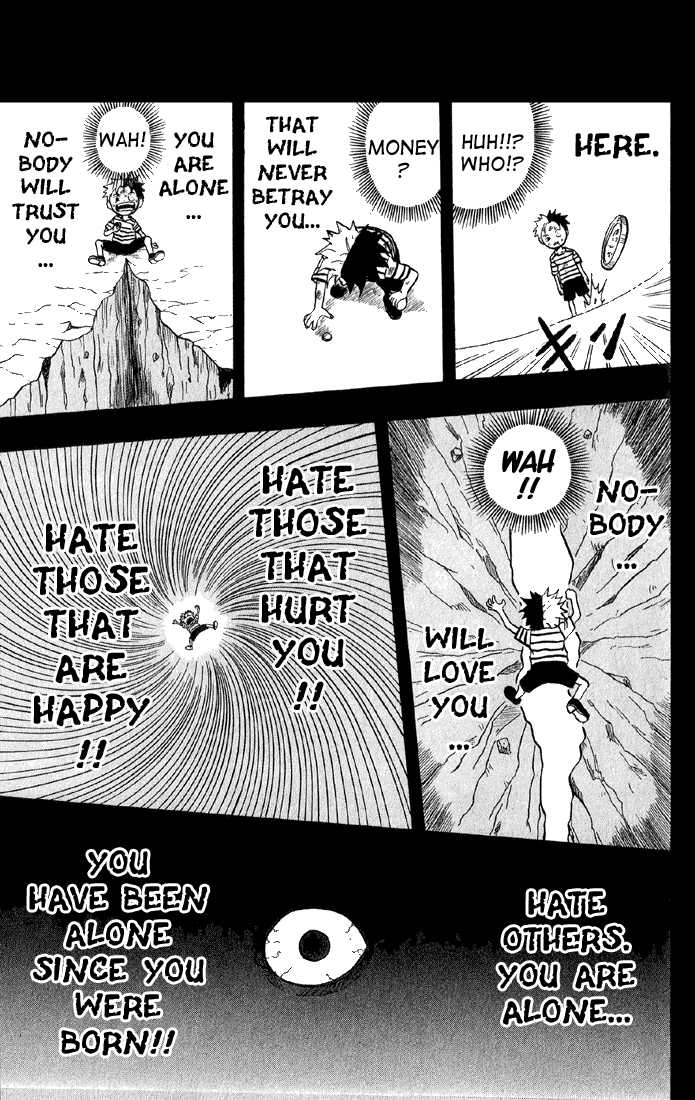 HERE.
HUH!!?
WHO!?
MONEY
?
THAT
WILL
NEVER
BETRAY
YOU...
YOU
ARE
ALONE
...
WAH!
NO-
BODY
WILL
TRUST
YOU
...
WAH
!!
NO-
BODY
...
WILL
LOVE
YOU
...
HATE
THOSE
THAT
HURT
YOU
!!
HATE
THOSE
THAT
ARE
HAPPY
!!
HATE
OTHERS.
YOU ARE
ALONE...
YOU
HAVE BEEN
ALONE
SINCE YOU
WERE
BORN!!